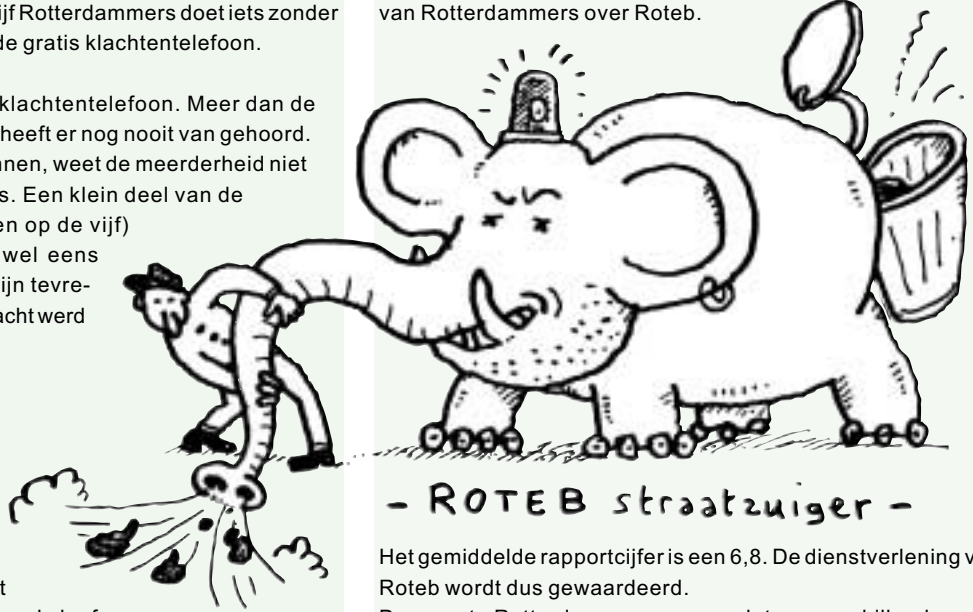 ijf Rotterdammers doet iets zonder
de gratis klachtentelefoon.
klachtentelefoon. Meer dan de
heeft er nog nooit van gehoord.
nnen, weet de meerderheid niet
s. Een klein deel van de
en op de vijf)
wel eens
ijn tevre-
acht werd
t
van Rotterdammers over Roteb.
- ROTEB straatzuiger -
Het gemiddelde rapportcijfer is een 6,8. De dienstverlening v
Roteb wordt dus gewaardeerd.